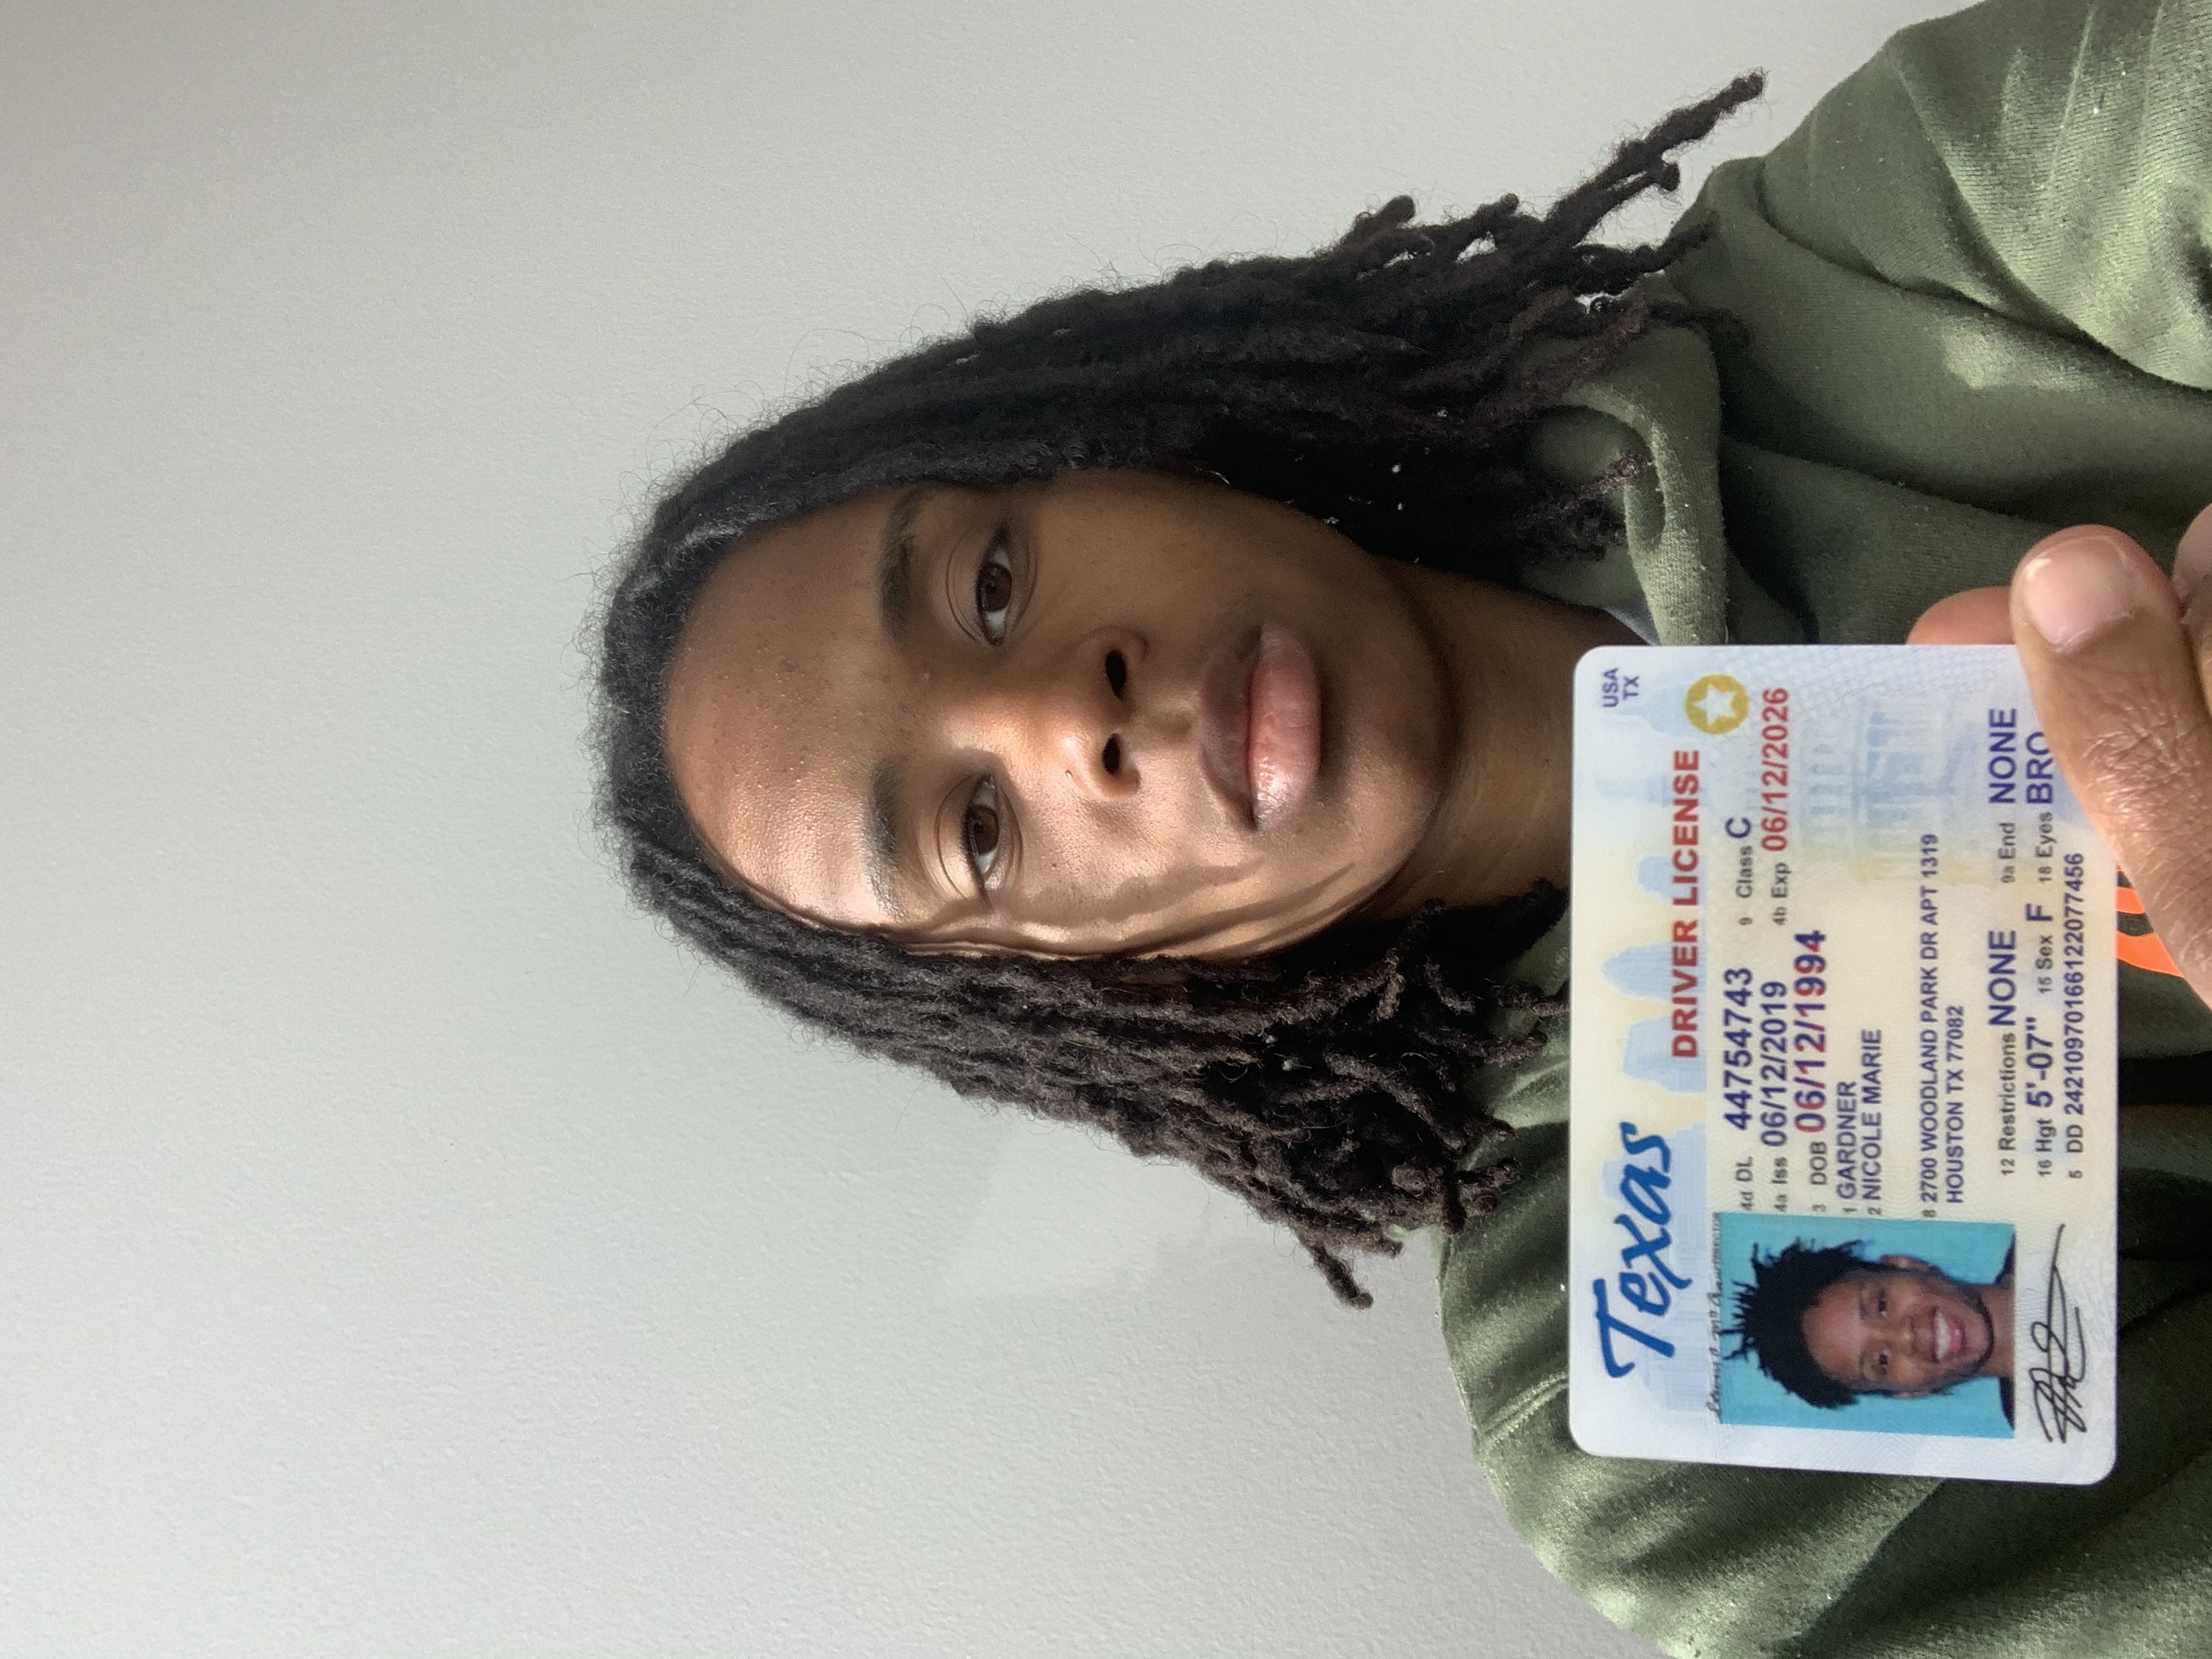 Texas
USA
TX
DRIVER LICENSE
DIRECTOR
4d DL 44754743 9 Class C
4a Iss 06/12/2019 4b Exp 06/12/2026
3 DOB 06/12/1994
1 GARDNER
2 NICOLE MARIE
8 2700 WOODLAND PARK DR APT 1319
HOUSTON TX 77082
12 Restrictions NONE 9a End NONE
16 Hgt 5'-07" 15 Sex F 18 Eyes BRO
5 DD 24210970166122077456